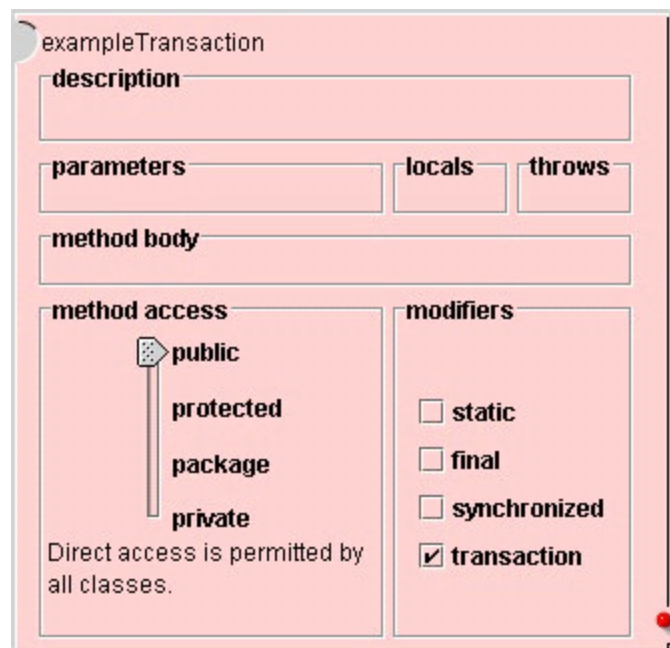 exampleTransaction
description
parameters locals throws
method body
method access modifiers
public
protected static
package final
private synchronized
Direct access is permitted by transaction
all classes.